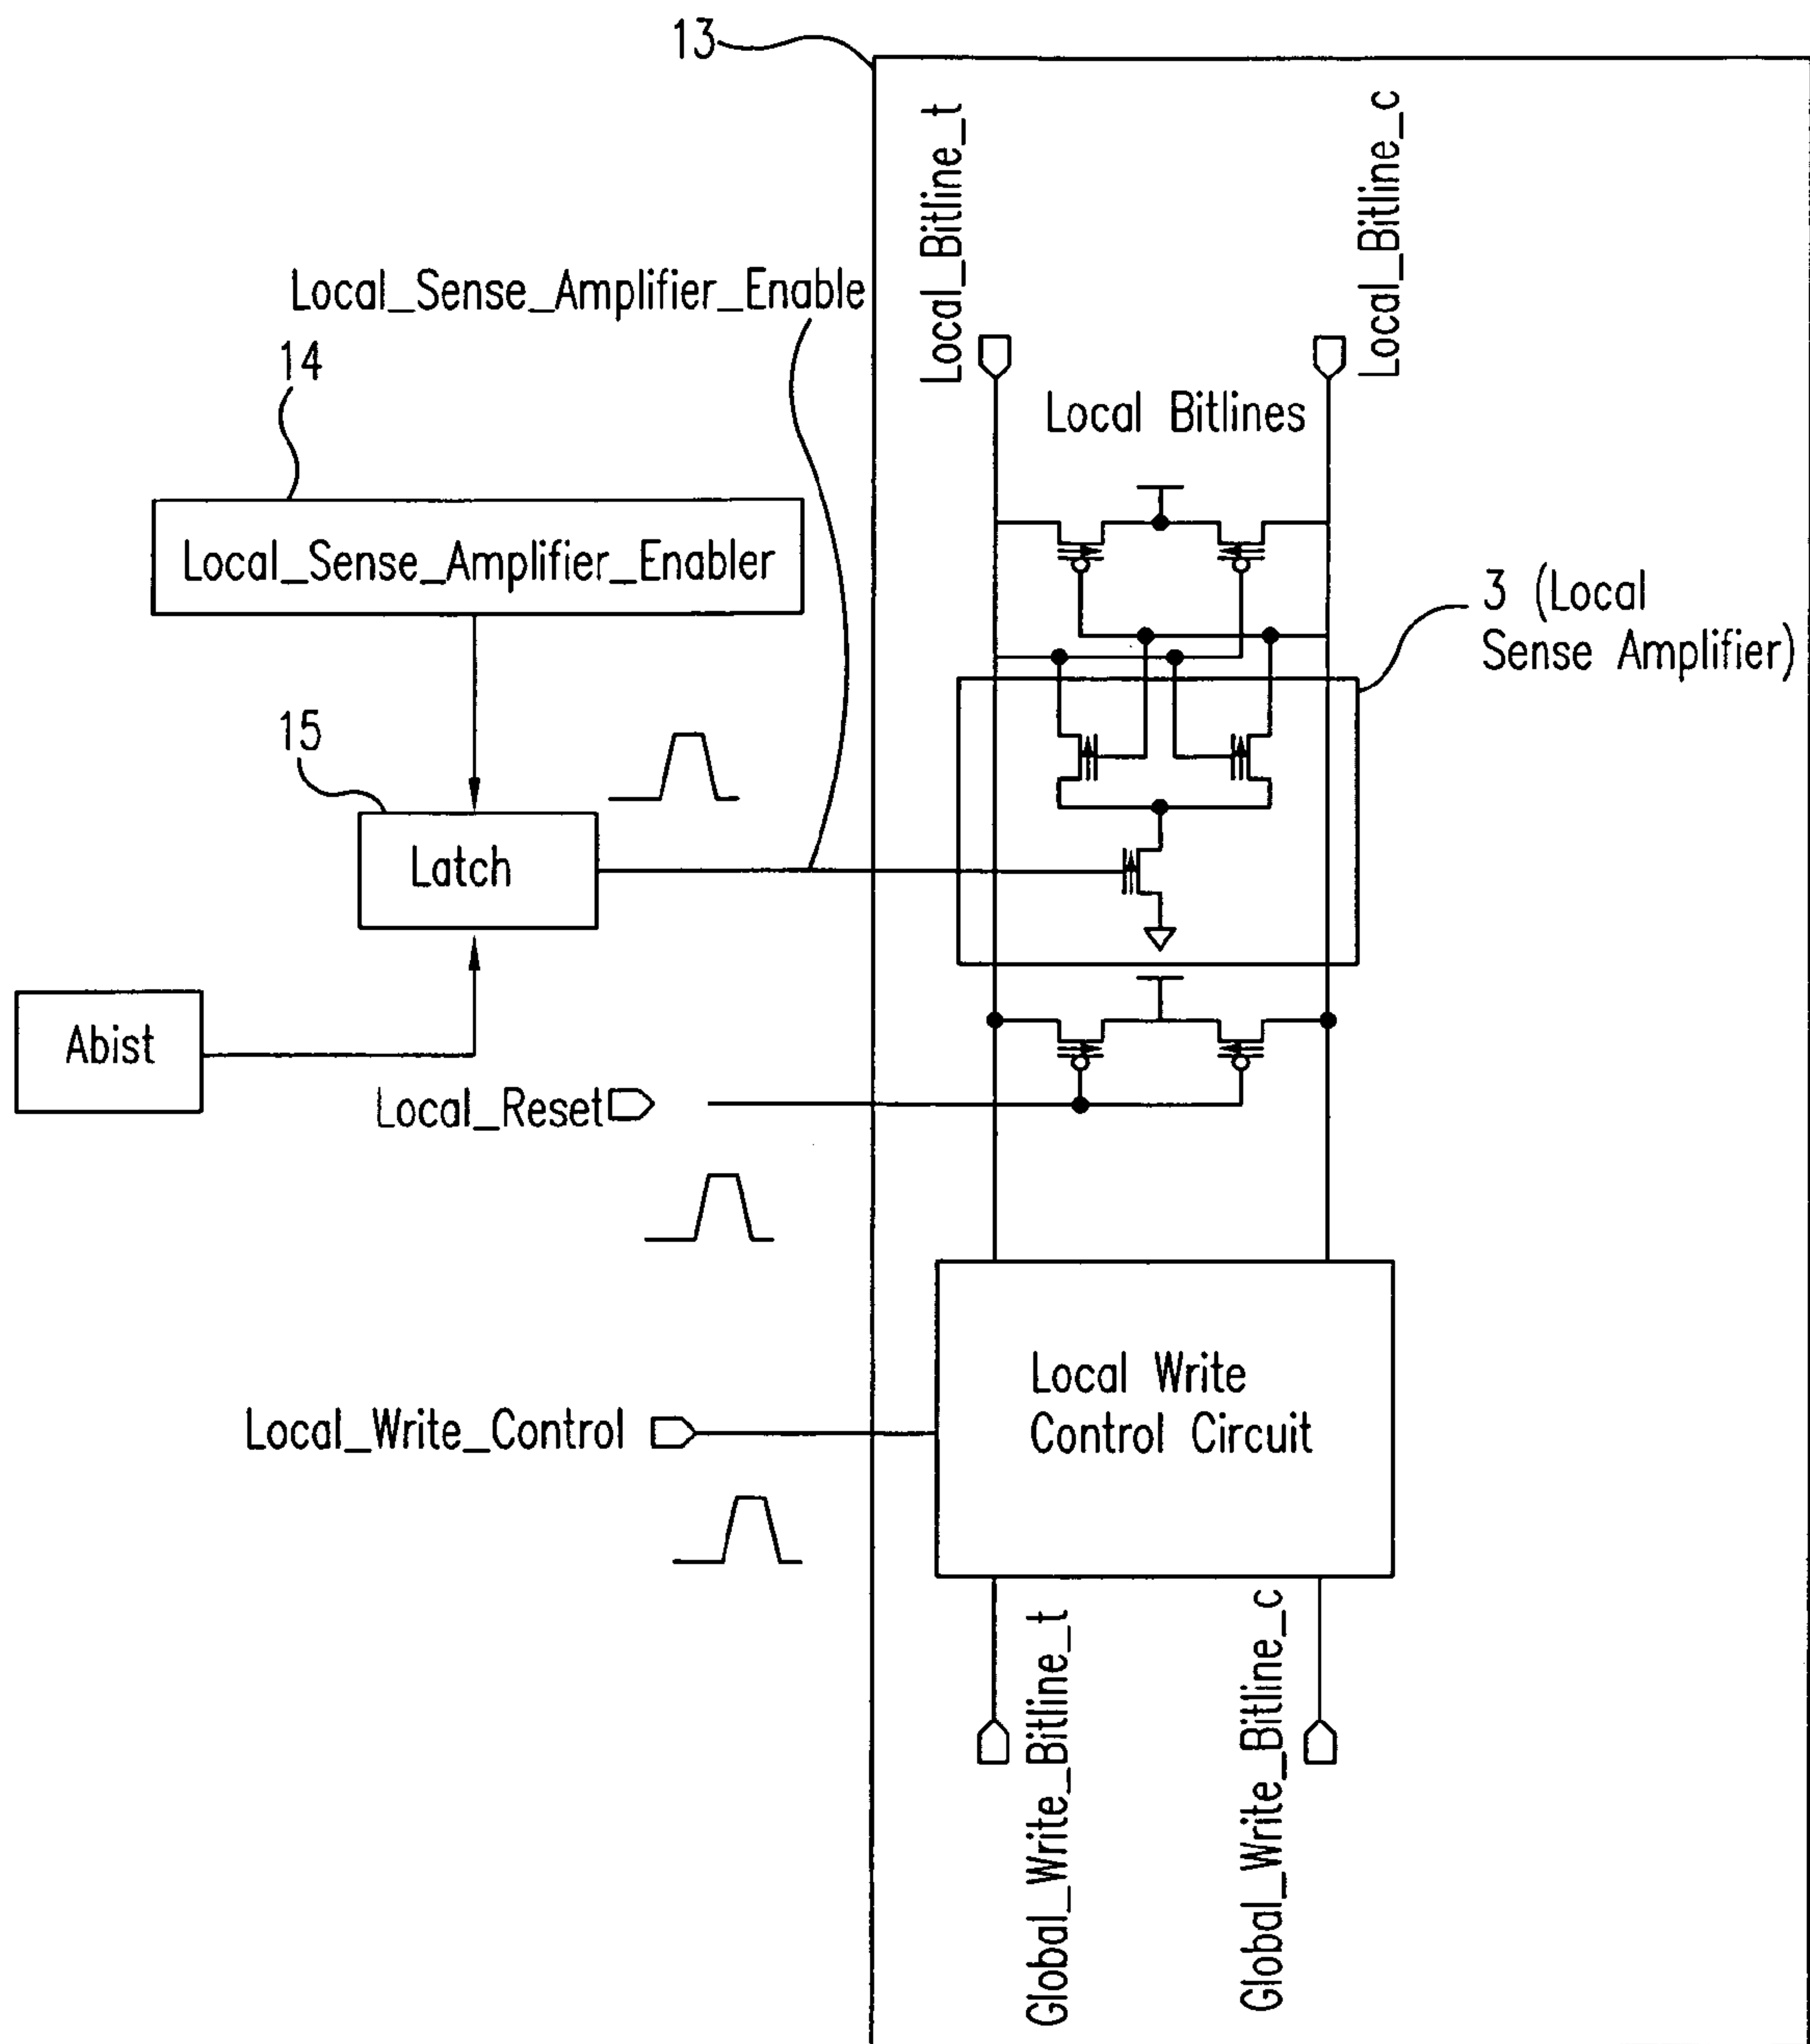 13
Local_Bitline_t
Local_Bitline_c
Local_Sense_Amplifier_Enable
14
Local Bitlines
Local_Sense_Amplifier_Enabler
3 (Local
Sense Amplifier)
15
Latch
Abist
Local_Reset
Local Write
Control Circuit
Local_Write_Control
Global_Write_Bitline_t
Global_Write_Bitline_c